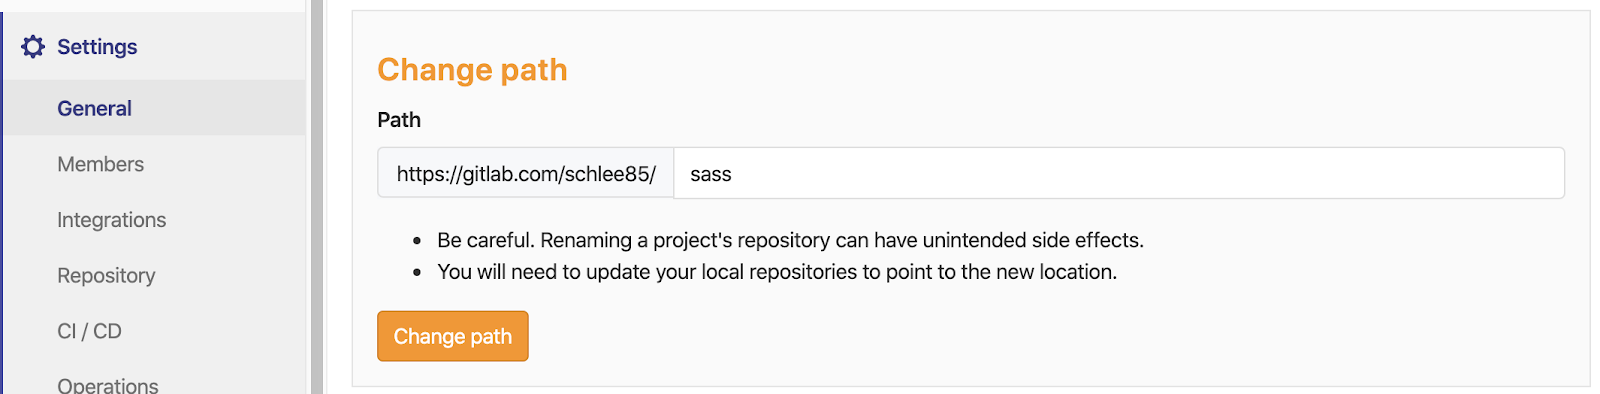 Settings
General
Members
Integrations
Repository
CI / CD
Operations
Change path
Path
https://gitlab.com/schlee85/ sass
• Be careful. Renaming a project's repository can have unintended side effects.
• You will need to update your local repositories to point to the new location.
Change path